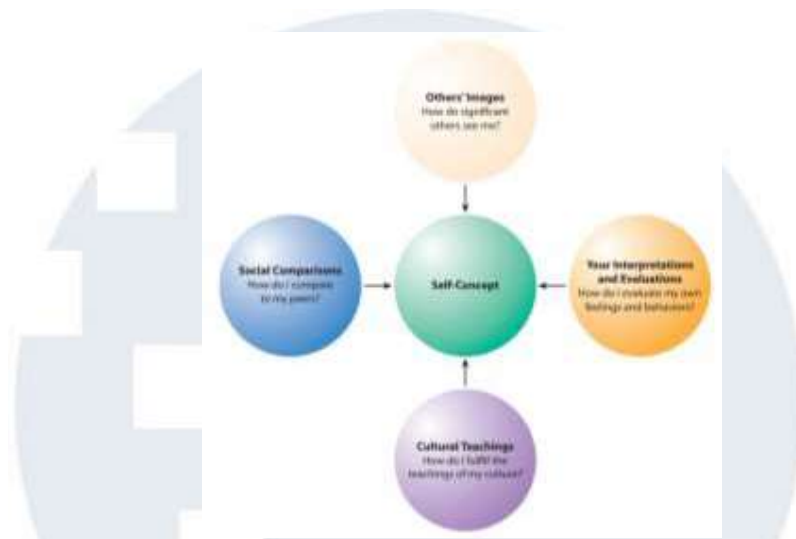 Others' Images
How do significant
others see me?
Social Comparisons
How do I compare
to my peers?
Self-Concept
Your Interpretations
and Evaluations
How do I evaluate my own
feelings and behaviors?
Cultural Teachings
How do I fulfill the
teachings of my culture?